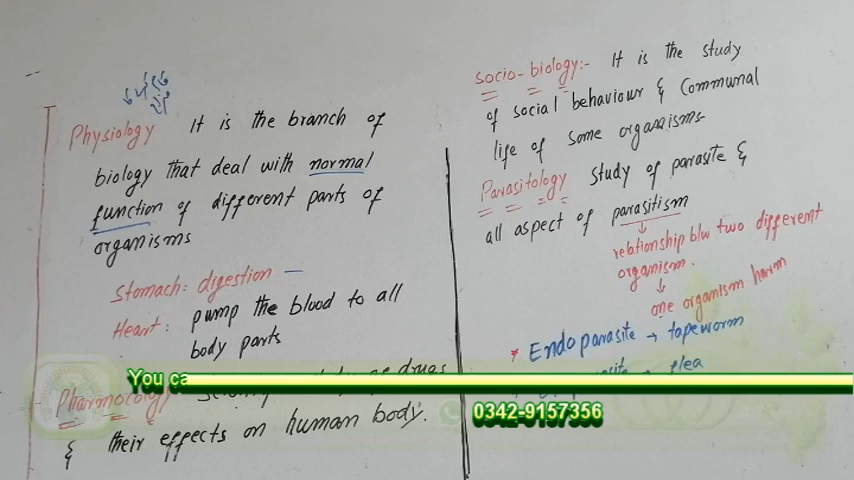 Physiology It is the branch of
biology that deal with normal
function of different parts of
organisms
Stomach: digestion
Heart: pump the blood to all
body parts
& their effects on human body.
Socio-biology:- It is the study
of social behaviour & Communal
life of some organisms
Parasitology Study of parasite &
all aspect of parasitism
relationship b/w two different
organism.
one organism harm
* Endo parasite → tapeworm
flea
You ca
0342-9157356